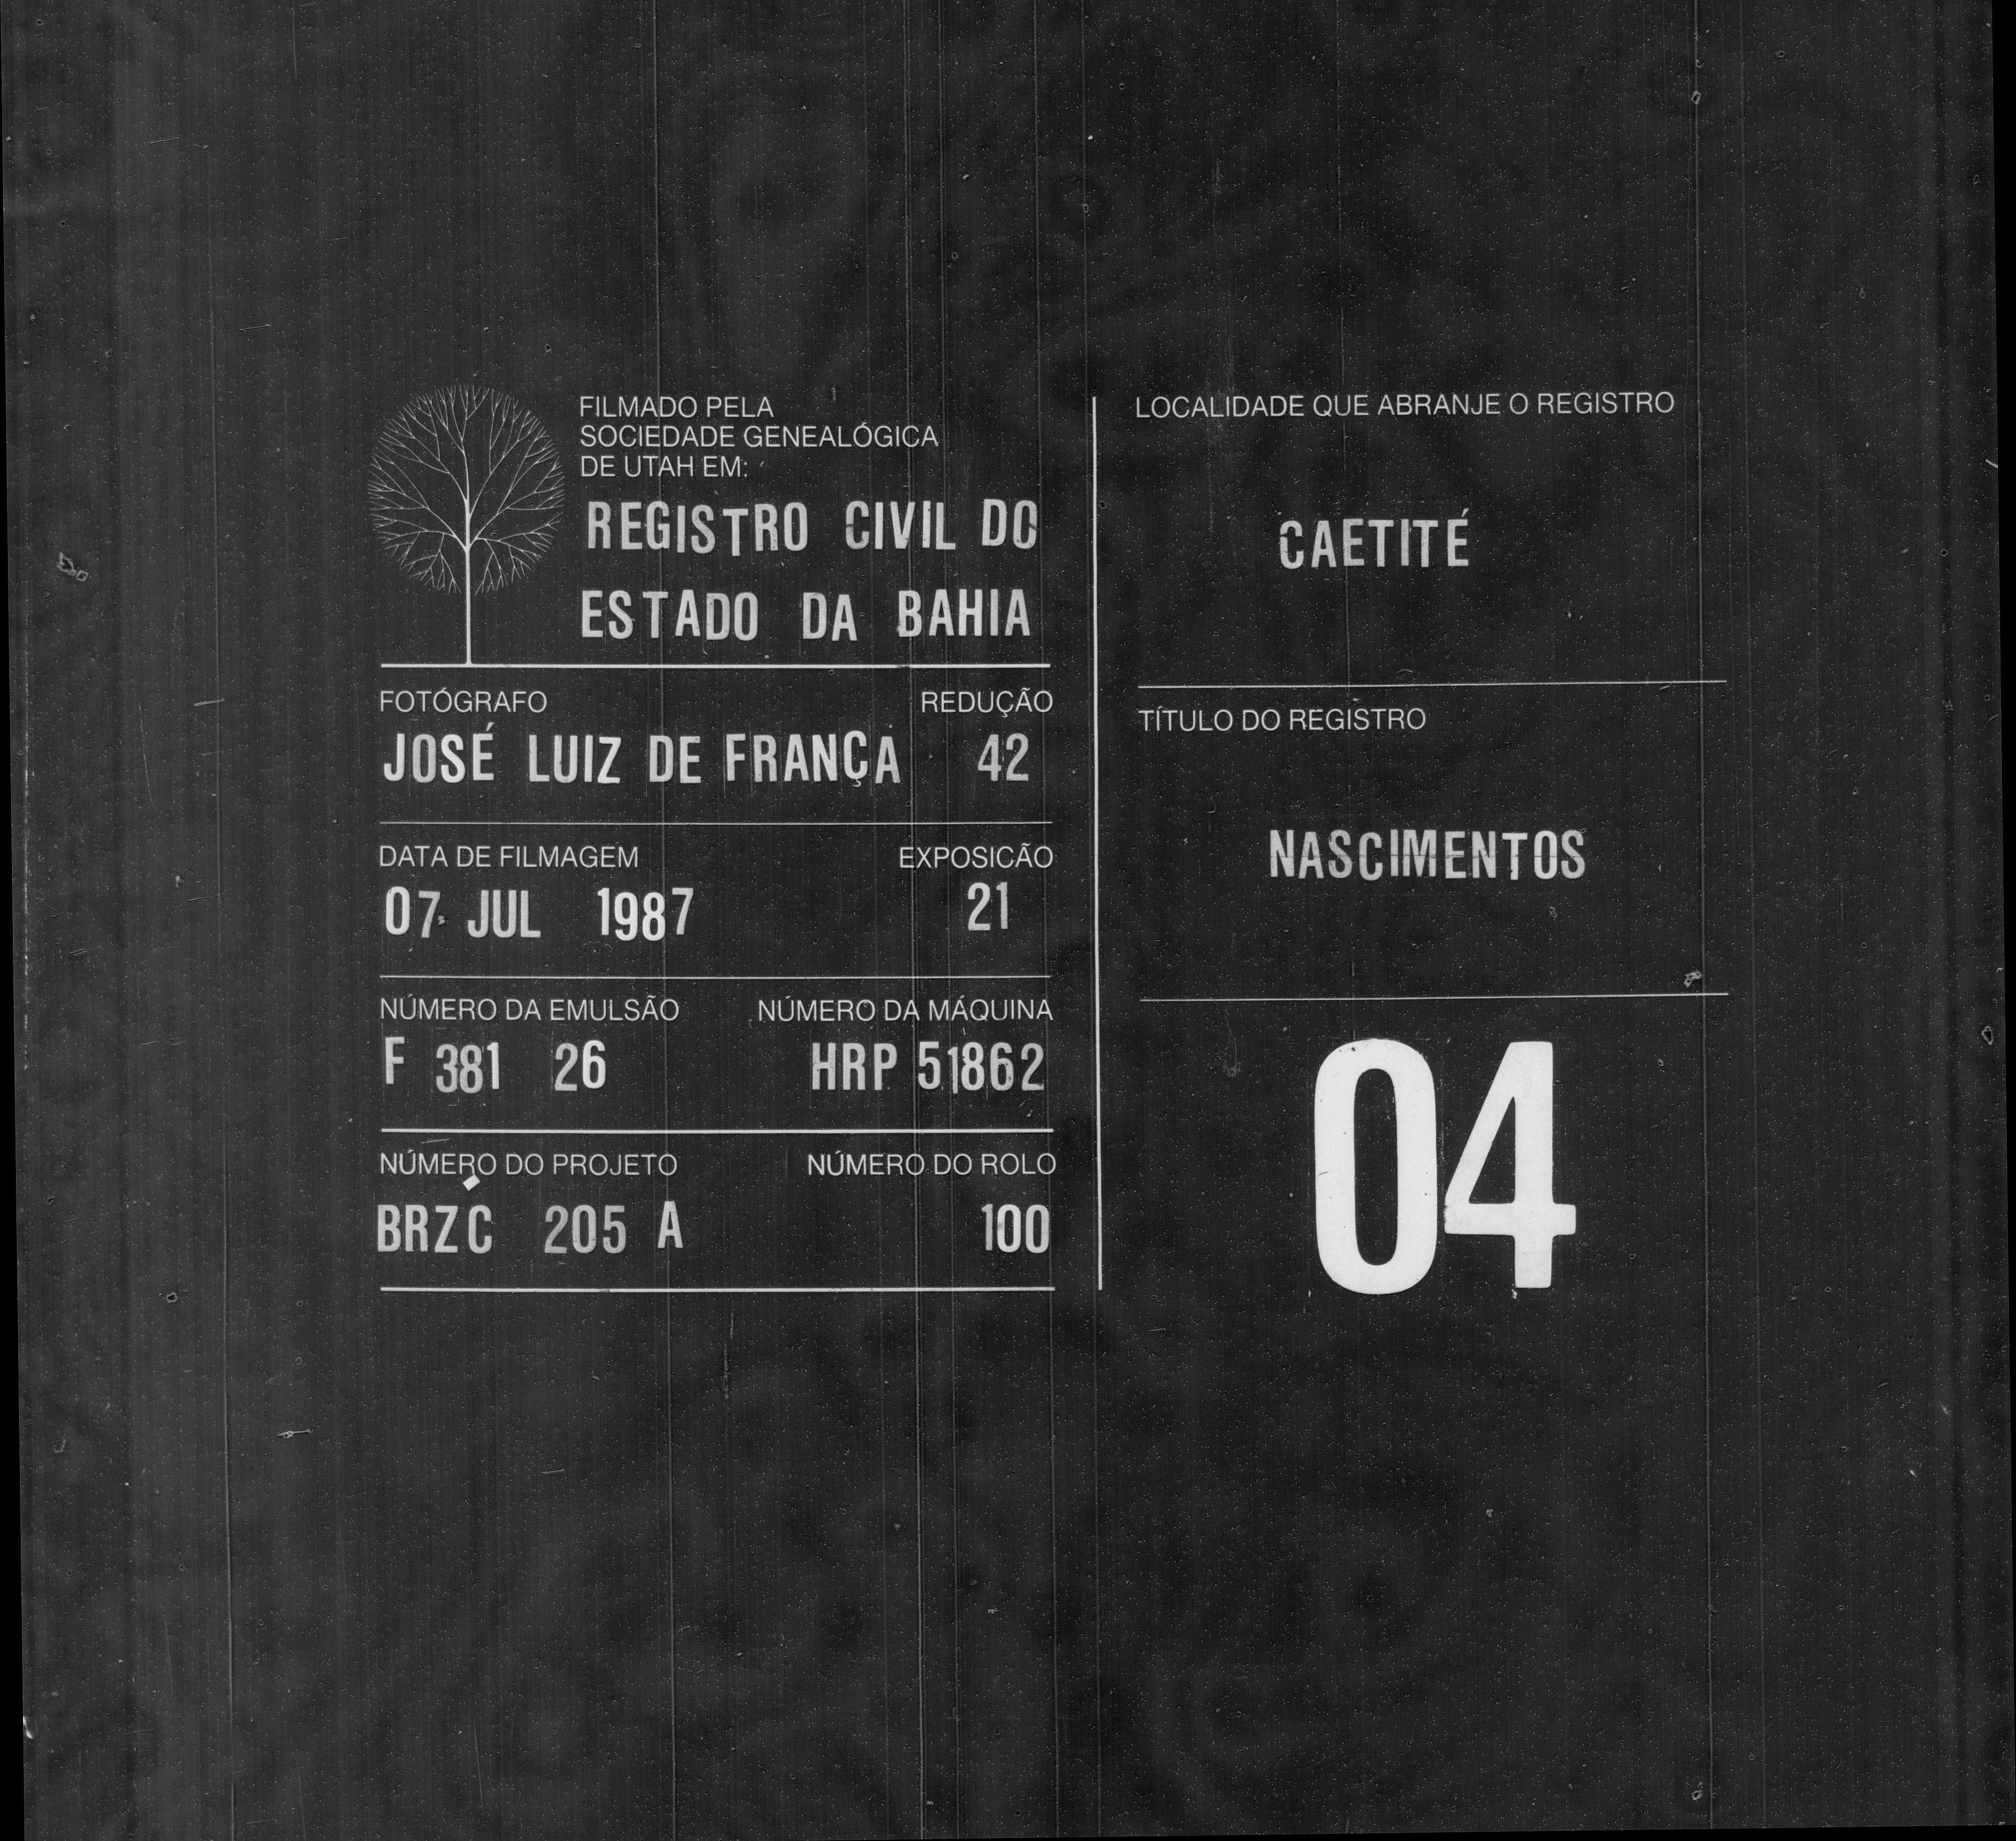 FILMADO PELA
SOCIEDADE GENEALÓGICA
DE UTAH EM:
REGISTRO CIVIL DO
ESTADO DA BAHIA
FOTÓGRAFO REDUÇÃO
JOSÉ LUIZ DE FRANÇA 42
DATA DE FILMAGEM EXPOSICÃO
07 JUL 1987 21
NÚMERO DA EMULSÃO NÚMERO DA MÁQUINA
F 381 26 HRP 51862
NÚMERO DO PROJETO NÚMERO DO ROLO
BRZC 205 A 100
LOCALIDADE QUE ABRANJE O REGISTRO
CAETITÉ
TÍTULO DO REGISTRO
NASCIMENTOS
04